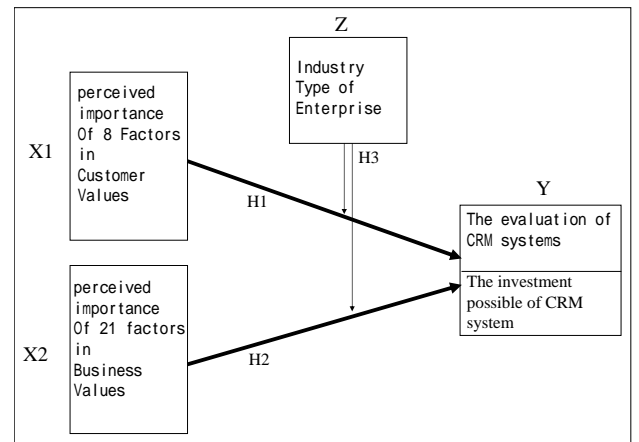 Z
Industry
Type of
Enterprise
X1
perceived
importance
Of 8 Factors
in
Customer
Values
H3
H1
Y
The evaluation of
CRM systems
The investment
possible of CRM
system
X2
perceived
importance
Of 21 factors
in
Business
Values
H2